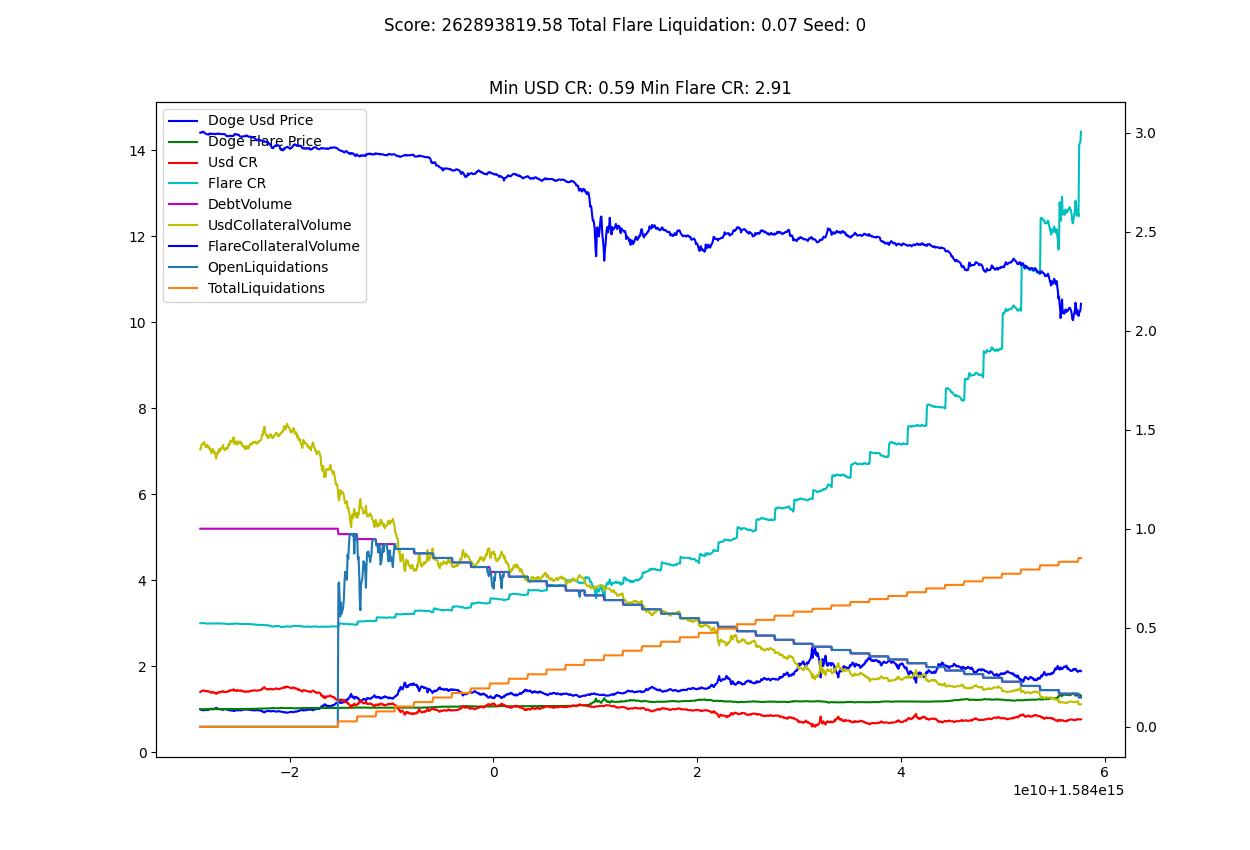 Score: 262893819.58 Total Flare Liquidation: 0.07 Seed: 0
Min USD CR: 0.59 Min Flare CR: 2.91
Doge Usd Price
Doge Flare Price
Usd CR
Flare CR
DebtVolume
UsdCollateralVolume
FlareCollateralVolume
OpenLiquidations
TotalLiquidations
14
12
10
8
6
4
2
0
3.0
2.5
2.0
1.5
1.0
0.5
0.0
−2
0
2
4
6
1e10+1.584e15